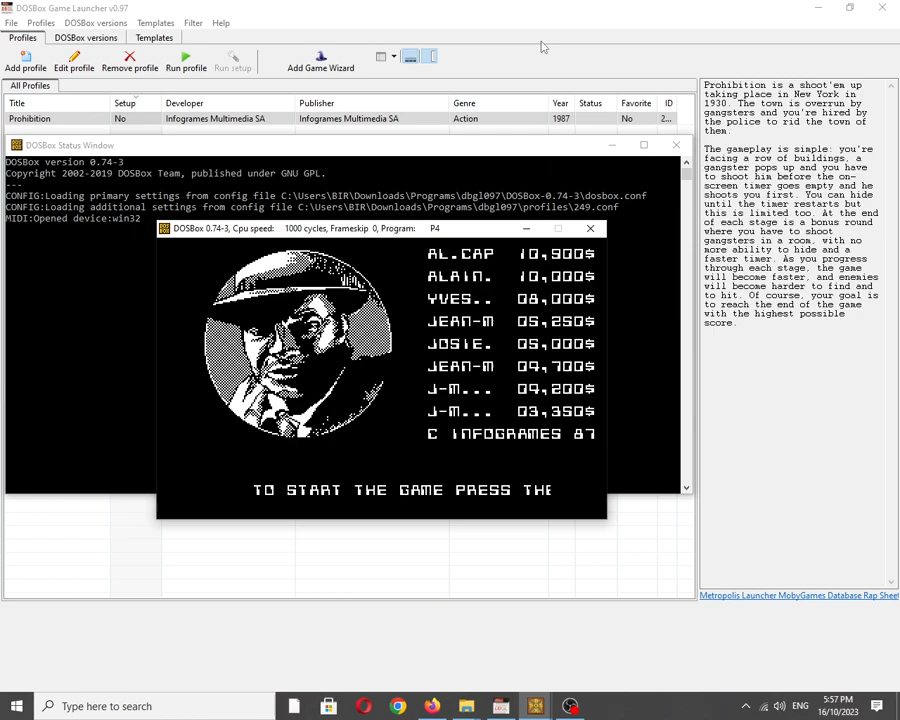 DOSBox Game Launcher v0.97
File Profiles DOSBox versions Templates Filter Help
Profiles DOSBox versions Templates
Add profile Edit profile Remove profile Run profile Run setup Add Game Wizard
All Profiles
Title Setup Developer Publisher Genre Year Status Favorite ID
Prohibition No Infogrames Multimedia SA Infogrames Multimedia SA Action 1987 No 2...
DOSBox Status Window
DOSBox version 0.74-3
Copyright 2002-2019 DOSBox Team, published under GNU GPL.
---
CONFIG:Loading primary settings from config file C:\Users\BIR\Downloads\Programs\dbgl097\DOSBox-0.74-3\dosbox.conf
CONFIG:Loading additional settings from config file C:\Users\BIR\Downloads\Programs\dbgl097\profiles\249.conf
MIDI:Opened device:win32
DOSBox 0.74-3, Cpu speed: 1000 cycles, Frameskip 0, Program: P4
AL.CAP 10,900$
ALAIN. 10,000$
YVES.. 08,000$
JEAN-M 05,250$
JOSIE. 05,000$
JEAN-M 04,700$
J-M... 04,200$
J-M... 03,350$
C INFOGRAMES 87
TO START THE GAME PRESS THE
Prohibition is a shoot'em up
taking place in New York in
1930. The town is overrun by
gangsters and you're hired by
the police to rid the town of
them.
The gameplay is simple: you're
facing a row of buildings, a
gangster pops up and you have
to shoot him before the on-
screen timer goes empty and he
shoots you first. You can hide
until the timer restarts but
this is limited too. At the end
of each stage is a bonus round
where you have to shoot
gangsters in a room, with no
more ability to hide and a
faster timer. As you progress
through each stage, the game
will become faster, and enemies
will become harder to find and
to hit. Of course, your goal is
to reach the end of the game
with the highest possible
score.
Metropolis Launcher MobyGames Database Rap Sheet
Type here to search
5:57 PM
16/10/2023